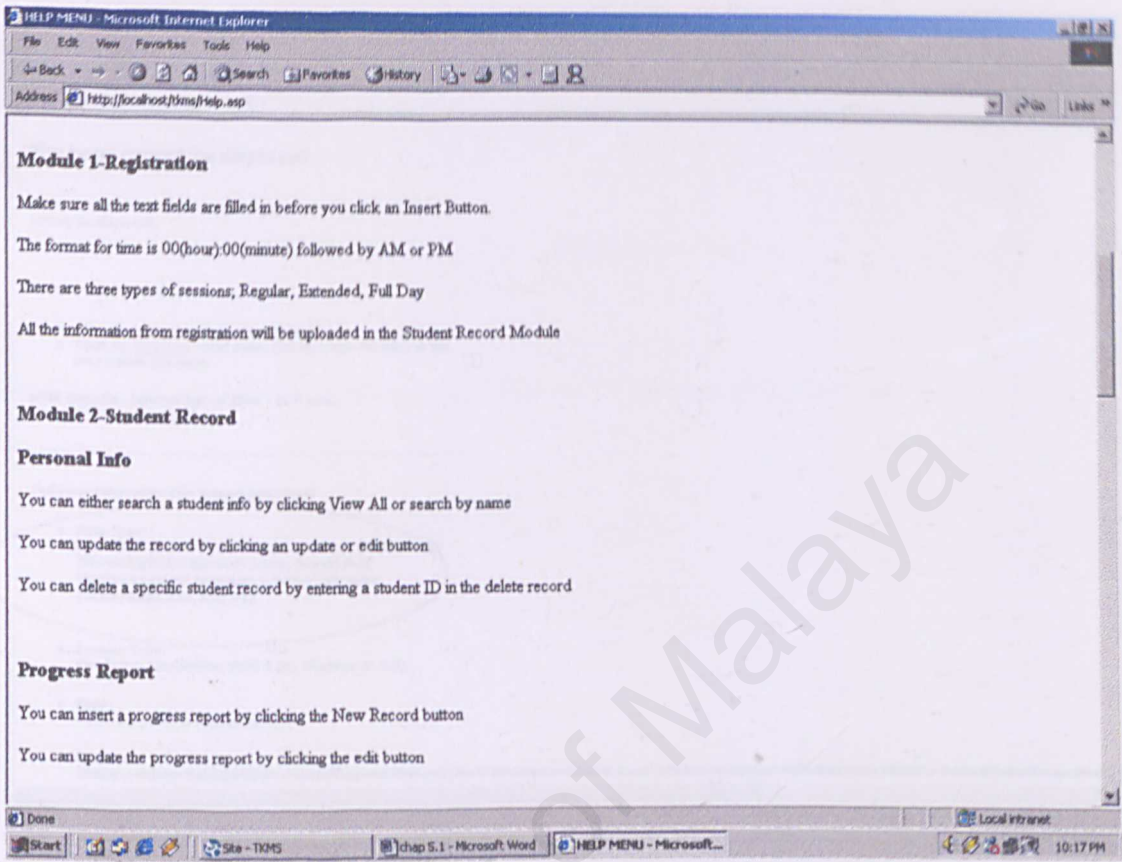 HELP MENU - Microsoft Internet Explorer
File Edit View Favorites Tools Help
Back Search Favorites History
Address http://localhost/tkms/Help.asp Go Links
Module 1-Registration
Make sure all the text fields are filled in before you click an Insert Button.
The format for time is 00(hour):00(minute) followed by AM or PM
There are three types of sessions; Regular, Extended, Full Day
All the information from registration will be uploaded in the Student Record Module
Module 2-Student Record
Personal Info
You can either search a student info by clicking View All or search by name
You can update the record by clicking an update or edit button
You can delete a specific student record by entering a student ID in the delete record
Progress Report
You can insert a progress report by clicking the New Record button
You can update the progress report by clicking the edit button
of Malaya
Done Local intranet
Start Site - TKMS chap 5.1 - Microsoft Word HELP MENU - Microsoft... 10:17 PM